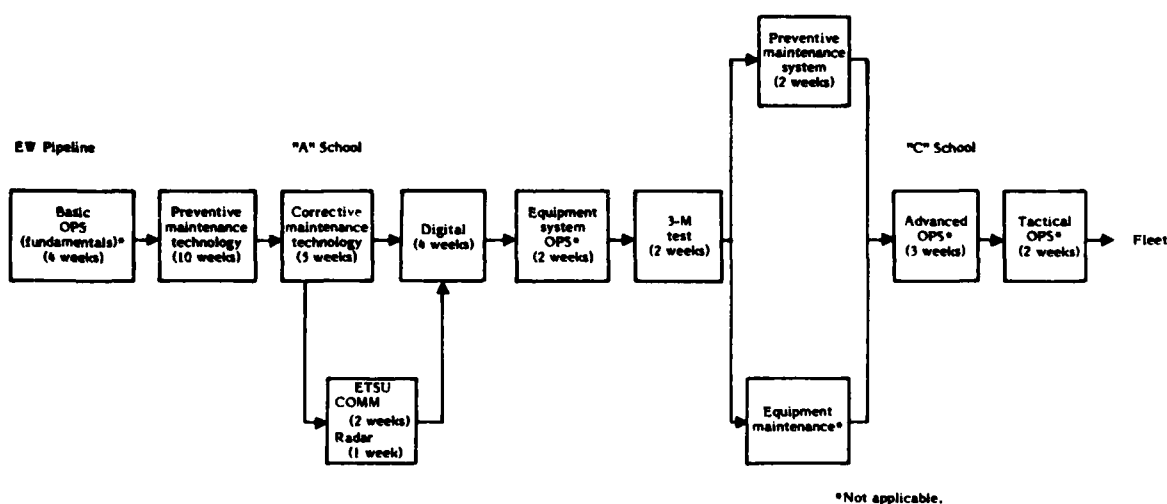 Preventive
maintenance
system
(2 weeks)
EW Pipeline
"A" School
"C" School
Basic
OPS
(fundamentals)*
(4 weeks)
Preventive
maintenance
technology
(10 weeks)
Corrective
maintenance
technology
(5 weeks)
Digital
(4 weeks)
Equipment
system
OPS*
(2 weeks)
3-M
test
(2 weeks)
Advanced
OPS*
(3 weeks)
Tactical
OPS*
(2 weeks)
Fleet
ETSU
COMM
(2 weeks)
Radar
(1 week)
Equipment
maintenance*
*Not applicable.